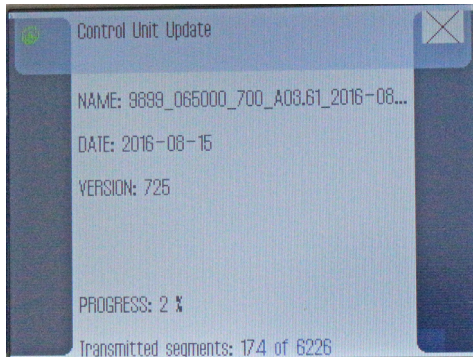 Control Unit Update
NAME: 9899_065000_700_A03.61_2016-08...
DATE: 2016-08-15
VERSION: 725
PROGRESS: 2 %
Transmitted segments: 174 of 6226